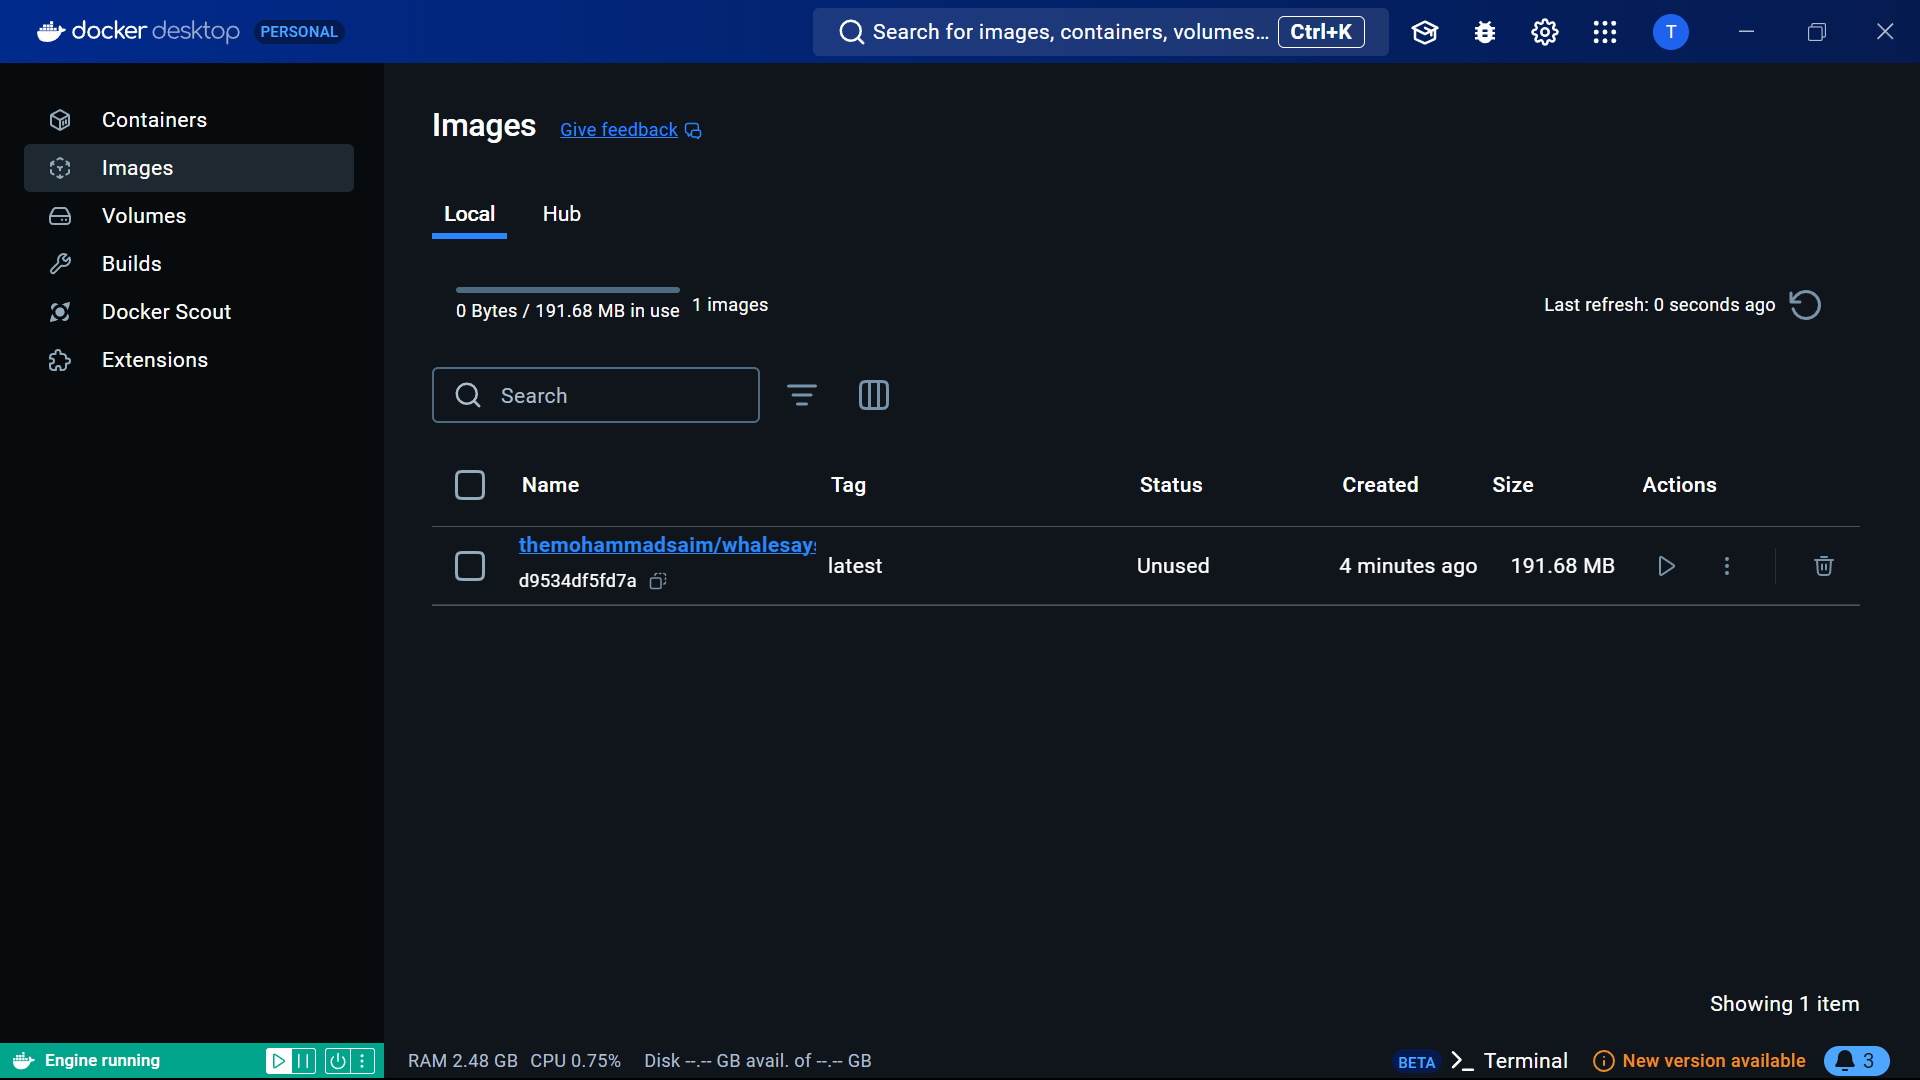 docker desktop PERSONAL
Search for images, containers, volumes... Ctrl+K
T
Containers
Images
Volumes
Builds
Docker Scout
Extensions
Images Give feedback
Local Hub
0 Bytes / 191.68 MB in use 1 images
Last refresh: 0 seconds ago
Search
Name Tag Status Created Size Actions
themohammadsaim/whalesays
d9534df5fd7a
latest Unused 4 minutes ago 191.68 MB
Showing 1 item
Engine running
RAM 2.48 GB CPU 0.75% Disk --.-- GB avail. of --.-- GB
BETA Terminal New version available 3